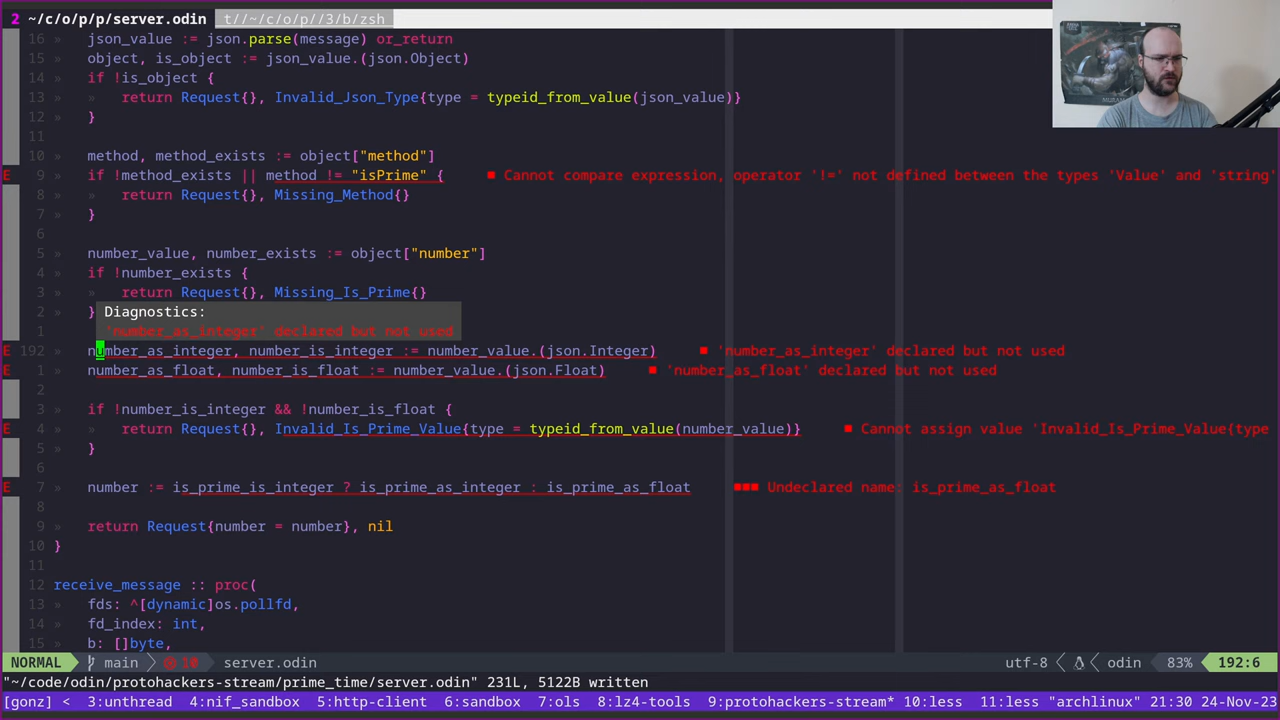 2 ~/c/o/p/p/server.odin t//~/c/o/p//3/b/zsh
16 » json_value := json.parse(message) or_return
15 » object, is_object := json_value.(json.Object)
14 » if !is_object {
13 » » return Request{}, Invalid_Json_Type{type = typeid_from_value(json_value)}
12 » }
11
10 » method, method_exists := object["method"]
E 9 » if !method_exists || method != "isPrime" { ■ Cannot compare expression, operator '!=' not defined between the types 'Value' and 'string'
8 » » return Request{}, Missing_Method{}
7 » }
6
5 » number_value, number_exists := object["number"]
4 » if !number_exists {
3 » » return Request{}, Missing_Is_Prime{}
2 » } Diagnostics:
1 'number_as_integer' declared but not used
E 192 » number_as_integer, number_is_integer := number_value.(json.Integer) ■ 'number_as_integer' declared but not used
E 1 » number_as_float, number_is_float := number_value.(json.Float) ■ 'number_as_float' declared but not used
2
3 » if !number_is_integer && !number_is_float {
E 4 » » return Request{}, Invalid_Is_Prime_Value{type = typeid_from_value(number_value)} ■ Cannot assign value 'Invalid_Is_Prime_Value{type
5 » }
6
E 7 » number := is_prime_is_integer ? is_prime_as_integer : is_prime_as_float ■■■ Undeclared name: is_prime_as_float
8
9 » return Request{number = number}, nil
10 }
11
12 receive_message :: proc(
13 » fds: ^[dynamic]os.pollfd,
14 » fd_index: int,
15 » b: []byte,
NORMAL main 10 server.odin utf-8 odin 83% 192:6
"~/code/odin/protohackers-stream/prime_time/server.odin" 231L, 5122B written
[gonz] < 3:unthread 4:nif_sandbox 5:http-client 6:sandbox 7:ols 8:lz4-tools 9:protohackers-stream* 10:less 11:less "archlinux" 21:30 24-Nov-23